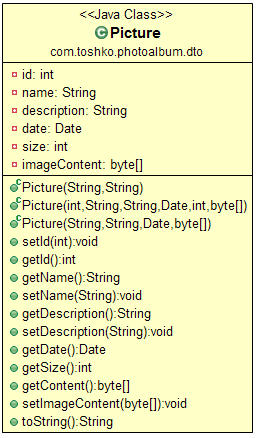 <<Java Class>>
Picture
com.toshko.photoalbum.dto
id: int
name: String
description: String
date: Date
size: int
imageContent: byte[]
Picture(String,String)
Picture(int,String,String,Date,int,byte[])
Picture(String,String,Date,byte[])
setId(int):void
getId():int
getName():String
setName(String):void
getDescription():String
setDescription(String):void
getDate():Date
getSize():int
getContent():byte[]
setImageContent(byte[]):void
toString():String